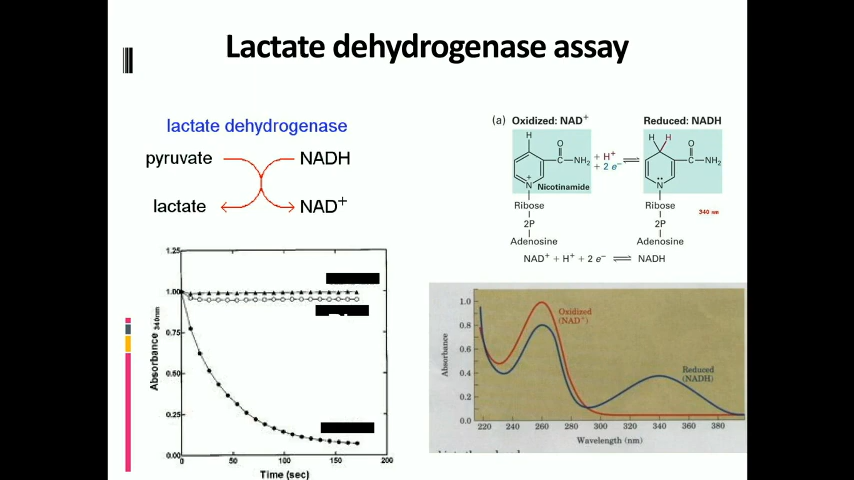 Lactate dehydrogenase assay
lactate dehydrogenase
pyruvate NADH
lactate NAD+
(a) Oxidized: NAD+ Reduced: NADH
H H H
O O
C—NH2 + H+ C—NH2
+ 2 e−
N+ Nicotinamide N
Ribose Ribose
340 nm
2P 2P
Adenosine Adenosine
NAD+ + H+ + 2 e− ⇌ NADH
1.25
1.00
0.75
0.50
0.25
0.00
0 50 100 150 200
Absorbance 340nm
Time (sec)
1.0
0.8
0.6
0.4
0.2
0.0
Absorbance
Oxidized
(NAD+)
Reduced
(NADH)
220 240 260 280 300 320 340 360 380
Wavelength (nm)